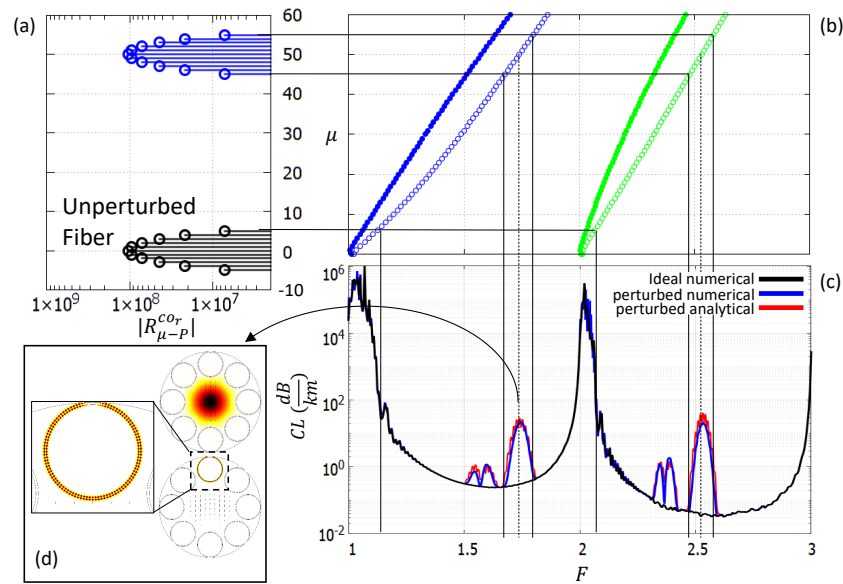 (a)
60
50
40
30
20
10
0
-10
μ
Unperturbed
Fiber
1×10^9
1×10^8
1×10^7
|R^{co_r}_{μ−P}|
(b)
(c)
10^6
10^4
10^2
10^0
10^{-2}
CL (dB/km)
Ideal numerical
perturbed numerical
perturbed analytical
1
1.5
2
2.5
3
F
(d)